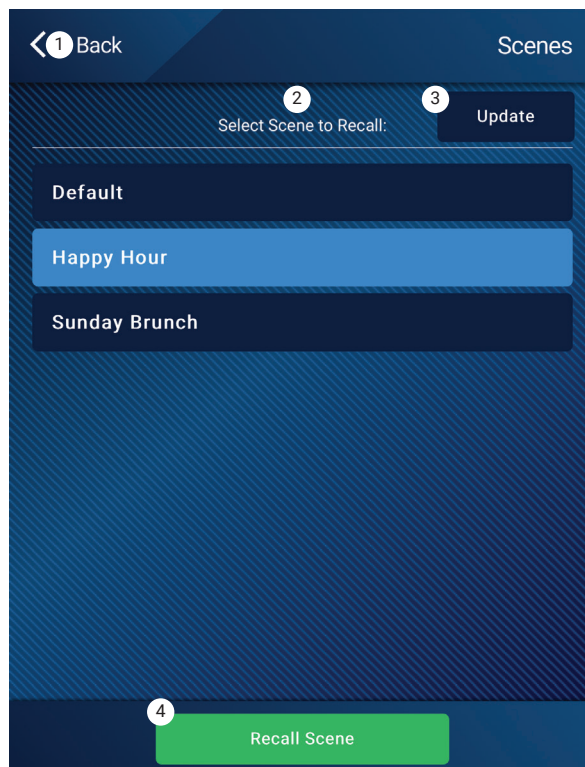 1 Back
Scenes
2
Select Scene to Recall:
3
Update
Default
Happy Hour
Sunday Brunch
4
Recall Scene